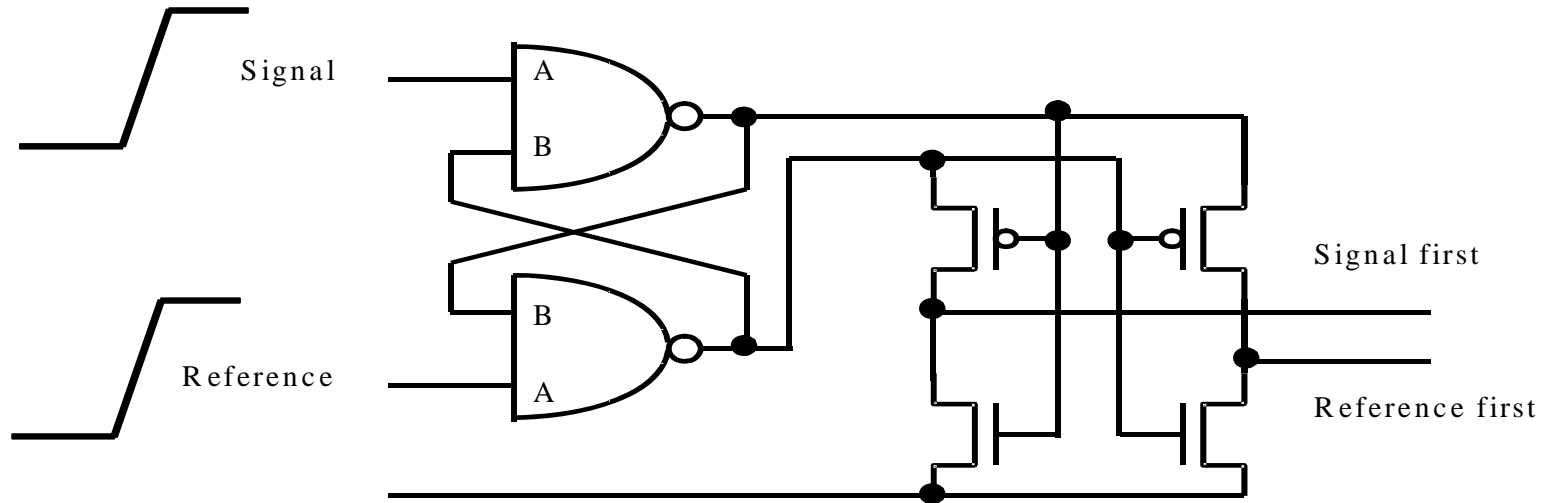 Signal
A
B
B
A
Reference
Signal first
Reference first